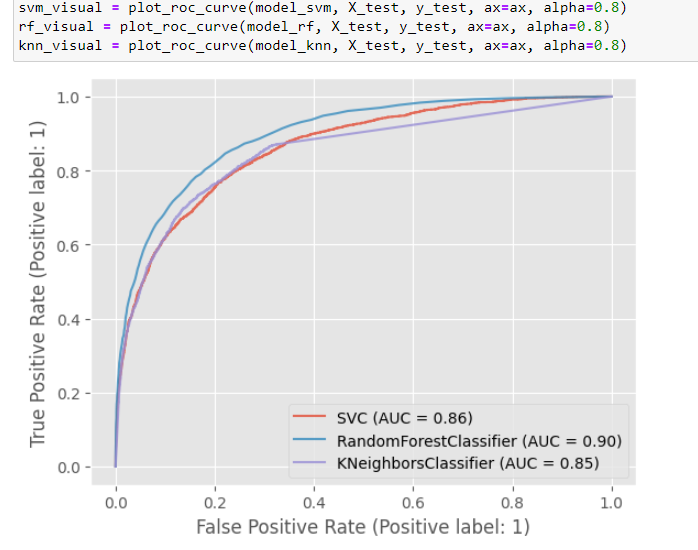 svm_visual = plot_roc_curve(model_svm, X_test, y_test, ax=ax, alpha=0.8)
rf_visual = plot_roc_curve(model_rf, X_test, y_test, ax=ax, alpha=0.8)
knn_visual = plot_roc_curve(model_knn, X_test, y_test, ax=ax, alpha=0.8)
True Positive Rate (Positive label: 1)
1.0
0.8
0.6
0.4
0.2
0.0
SVC (AUC = 0.86)
RandomForestClassifier (AUC = 0.90)
KNeighborsClassifier (AUC = 0.85)
0.0 0.2 0.4 0.6 0.8 1.0
False Positive Rate (Positive label: 1)